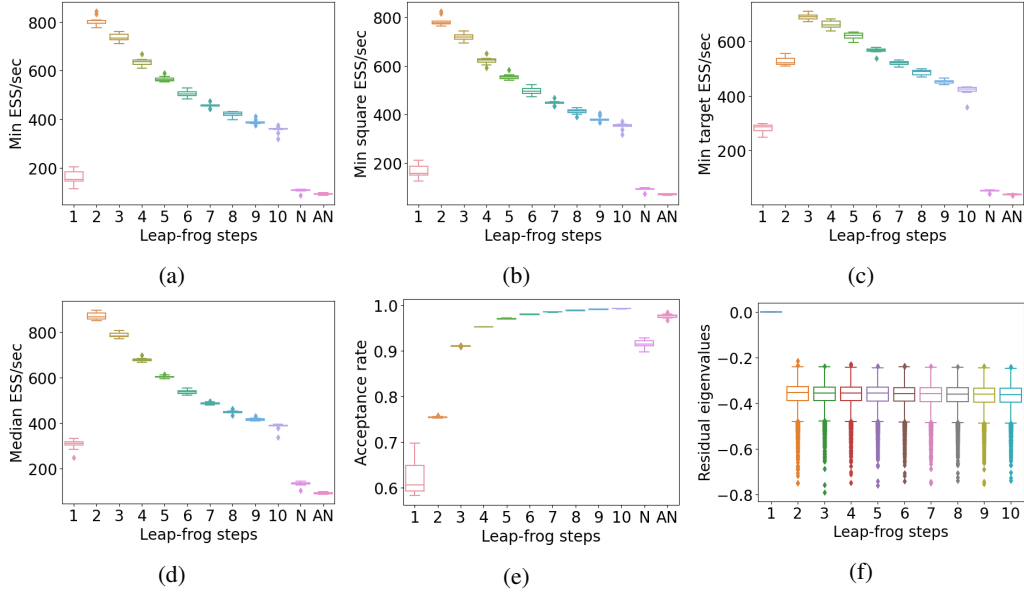 800
600
400
200
Min ESS/sec
1 2 3 4 5 6 7 8 9 10 N AN
Leap-frog steps
(a)
800
600
400
200
Min square ESS/sec
1 2 3 4 5 6 7 8 9 10 N AN
Leap-frog steps
(b)
600
400
200
Min target ESS/sec
1 2 3 4 5 6 7 8 9 10 N AN
Leap-frog steps
(c)
800
600
400
200
Median ESS/sec
1 2 3 4 5 6 7 8 9 10 N AN
Leap-frog steps
(d)
1.0
0.9
0.8
0.7
0.6
Acceptance rate
1 2 3 4 5 6 7 8 9 10 N AN
Leap-frog steps
(e)
0.0
−0.2
−0.4
−0.6
−0.8
Residual eigenvalues
1 2 3 4 5 6 7 8 9 10
Leap-frog steps
(f)